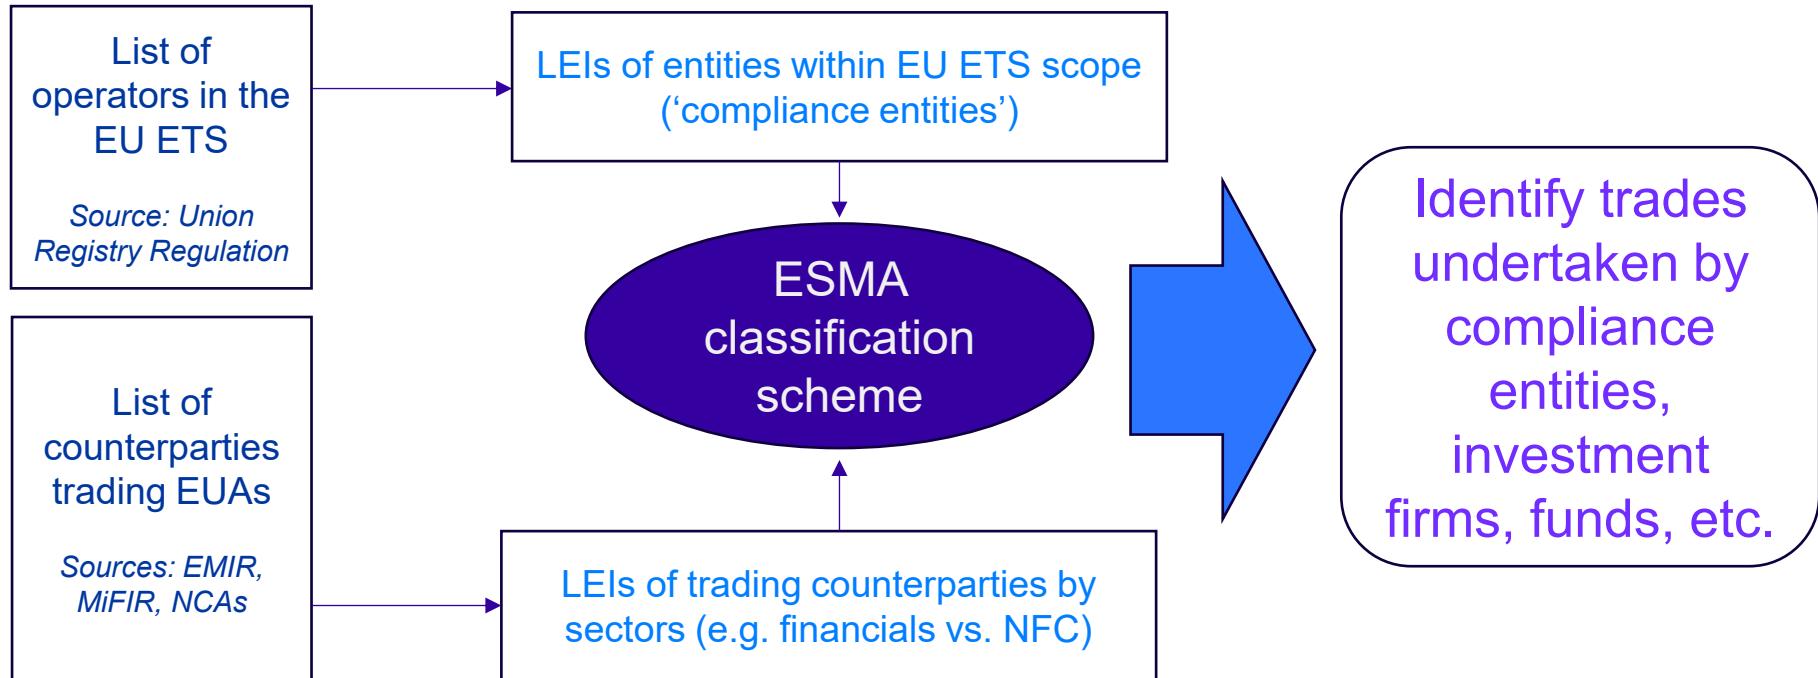 List of
operators in the
EU ETS
Source: Union
Registry Regulation
LEIs of entities within EU ETS scope
(‘compliance entities’)
List of
counterparties
trading EUAs
Sources: EMIR,
MiFIR, NCAs
LEIs of trading counterparties by
sectors (e.g. financials vs. NFC)
ESMA
classification
scheme
Identify trades
undertaken by
compliance
entities,
investment
firms, funds, etc.